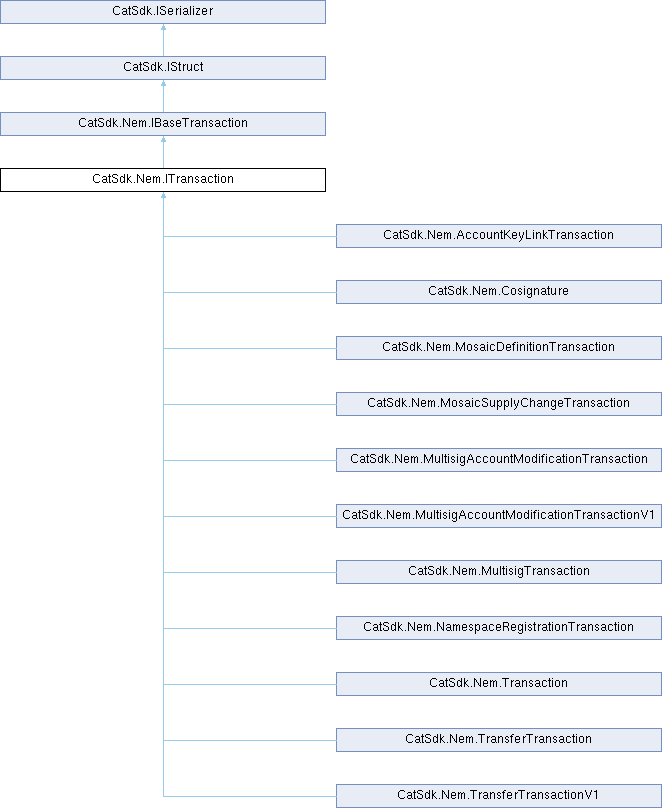 CatSdk.ISerializer
CatSdk.IStruct
CatSdk.Nem.IBaseTransaction
CatSdk.Nem.ITransaction
CatSdk.Nem.AccountKeyLinkTransaction
CatSdk.Nem.Cosignature
CatSdk.Nem.MosaicDefinitionTransaction
CatSdk.Nem.MosaicSupplyChangeTransaction
CatSdk.Nem.MultisigAccountModificationTransaction
CatSdk.Nem.MultisigAccountModificationTransactionV1
CatSdk.Nem.MultisigTransaction
CatSdk.Nem.NamespaceRegistrationTransaction
CatSdk.Nem.Transaction
CatSdk.Nem.TransferTransaction
CatSdk.Nem.TransferTransactionV1